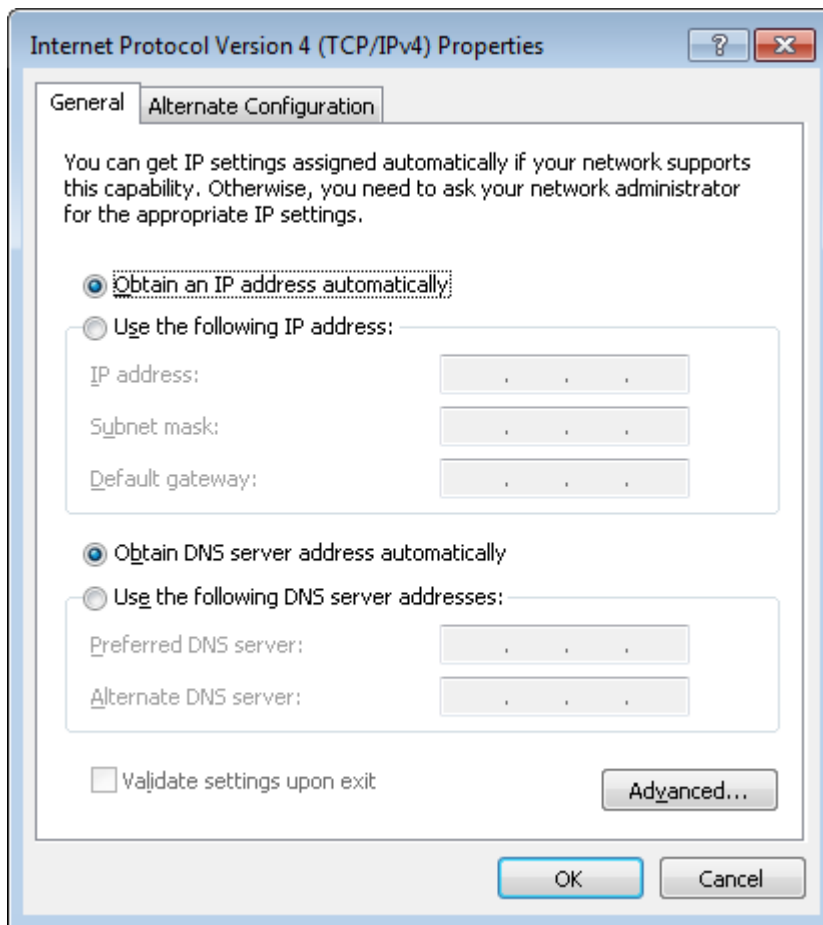 Internet Protocol Version 4 (TCP/IPv4) Properties
?
General
Alternate Configuration
You can get IP settings assigned automatically if your network supports
this capability. Otherwise, you need to ask your network administrator
for the appropriate IP settings.
Obtain an IP address automatically
Use the following IP address:
IP address:
. . .
Subnet mask:
. . .
Default gateway:
. . .
Obtain DNS server address automatically
Use the following DNS server addresses:
Preferred DNS server:
. . .
Alternate DNS server:
. . .
Validate settings upon exit
Advanced...
OK
Cancel